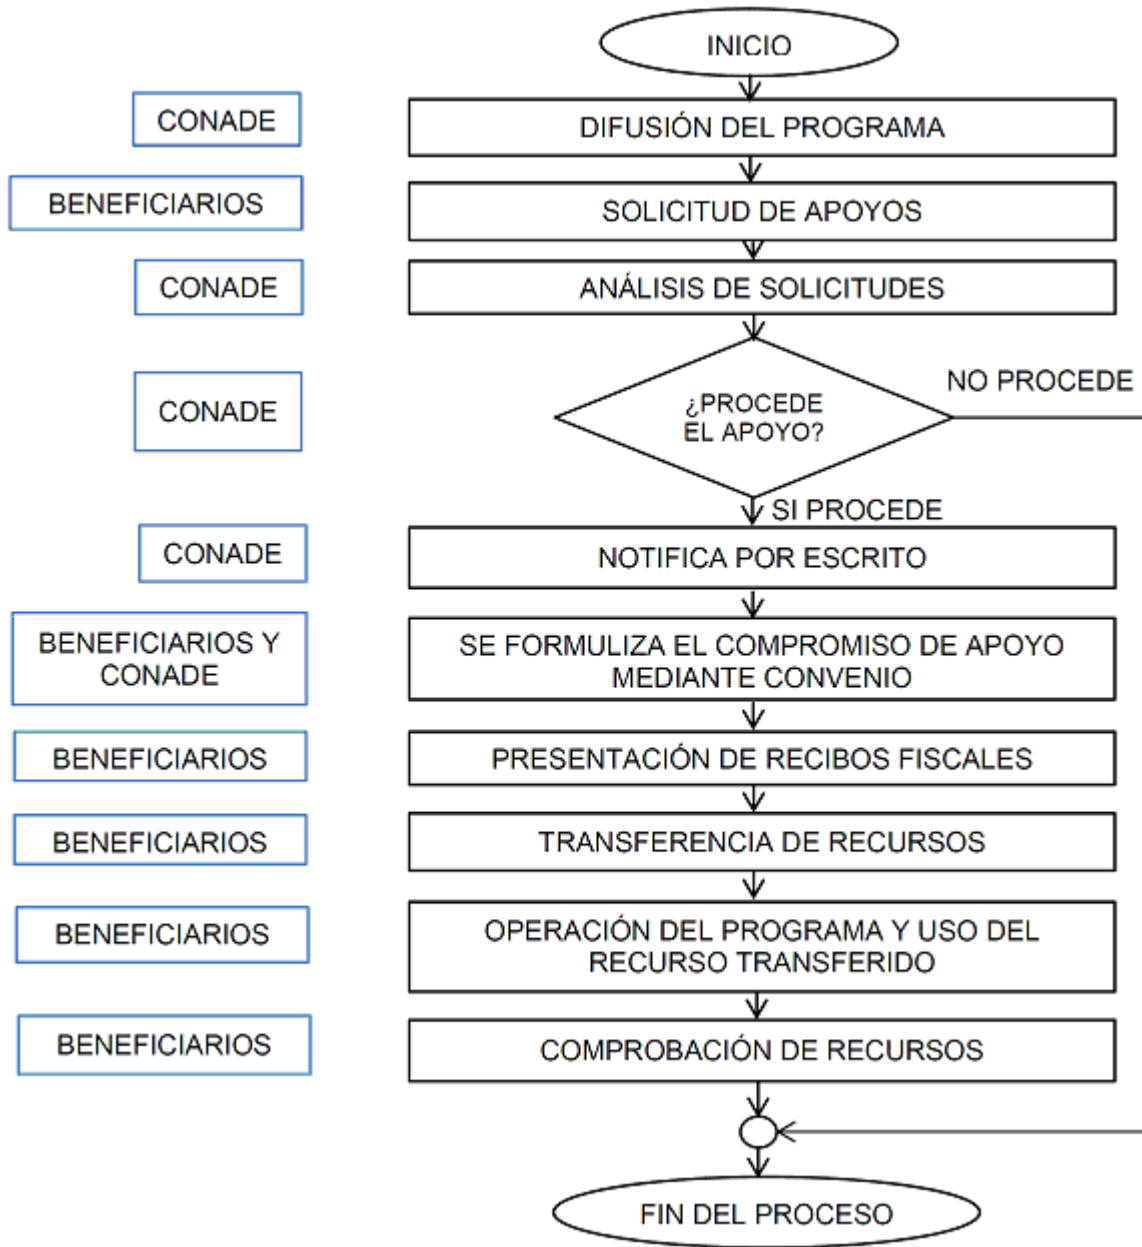 INICIO
CONADE
DIFUSIÓN DEL PROGRAMA
BENEFICIARIOS
SOLICITUD DE APOYOS
CONADE
ANÁLISIS DE SOLICITUDES
CONADE
¿PROCEDE
EL APOYO?
NO PROCEDE
SI PROCEDE
CONADE
NOTIFICA POR ESCRITO
BENEFICIARIOS Y
CONADE
SE FORMULIZA EL COMPROMISO DE APOYO
MEDIANTE CONVENIO
BENEFICIARIOS
PRESENTACIÓN DE RECIBOS FISCALES
BENEFICIARIOS
TRANSFERENCIA DE RECURSOS
BENEFICIARIOS
OPERACIÓN DEL PROGRAMA Y USO DEL
RECURSO TRANSFERIDO
BENEFICIARIOS
COMPROBACIÓN DE RECURSOS
FIN DEL PROCESO